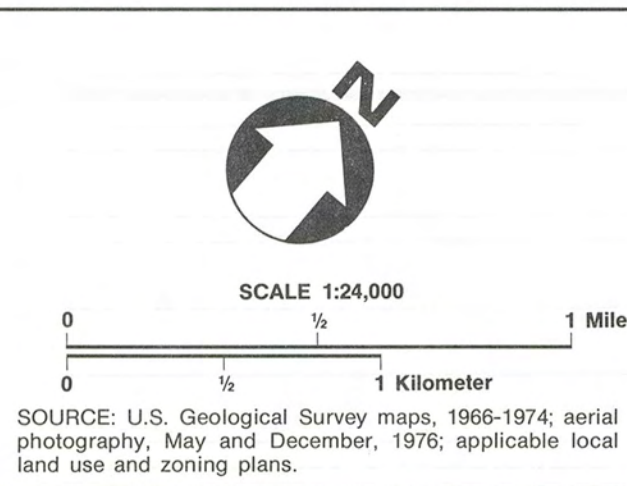 N
SCALE 1:24,000
0 ½ 1 Mile
0 ½ 1 Kilometer
SOURCE: U.S. Geological Survey maps, 1966-1974; aerial
photography, May and December, 1976; applicable local
land use and zoning plans.